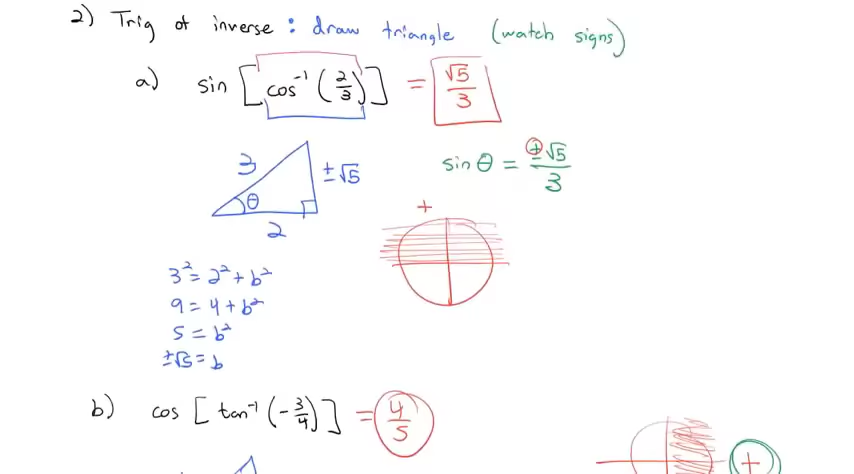 2) Trig of inverse : draw triangle (watch signs)
a) sin [ cos⁻¹ (2/3) ] = √5/3
3 ±√5 θ 2
sin θ = ±√5/3
+
3² = 2² + b²
9 = 4 + b²
5 = b²
±√5 = b
b) cos [ tan⁻¹ (-3/4) ] = 4/5
+